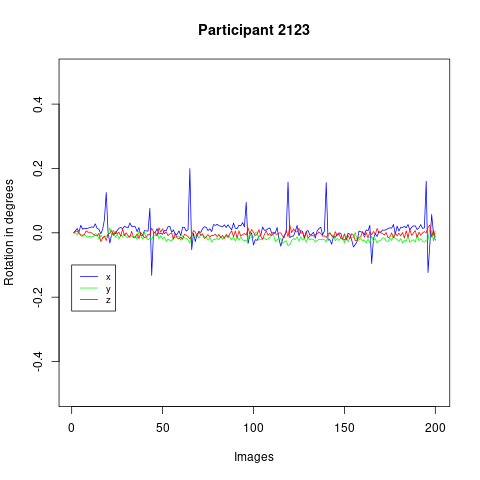 Participant 2123
Rotation in degrees
0.4
0.2
0.0
-0.2
-0.4
x
y
z
0 50 100 150 200
Images